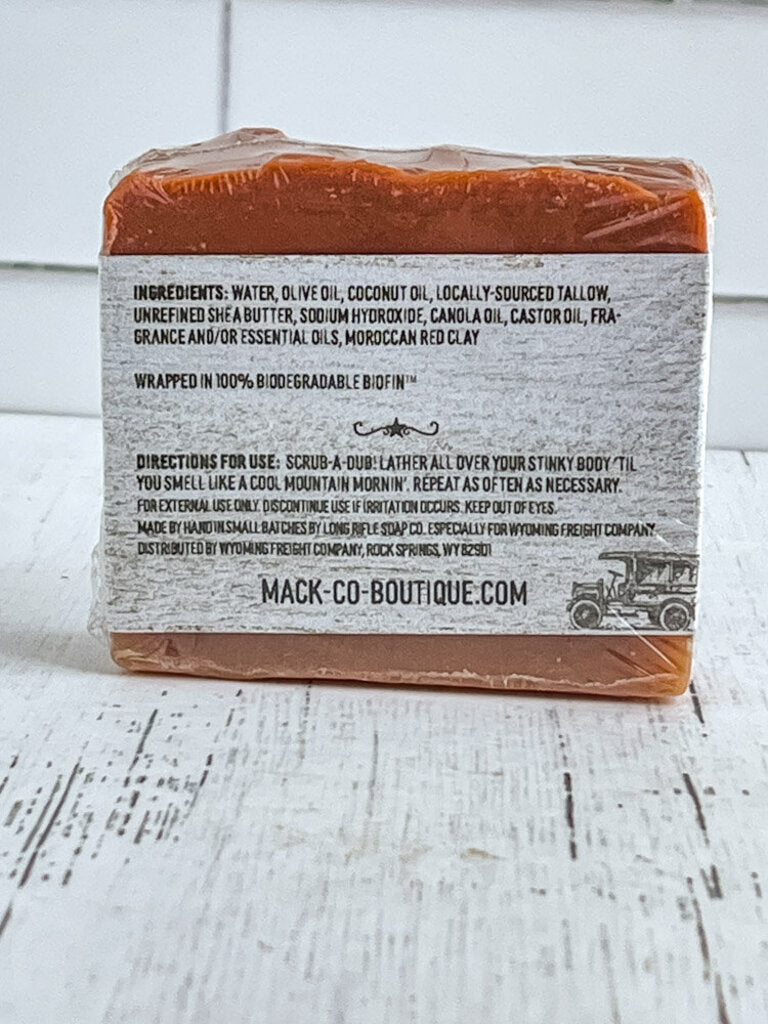 INGREDIENTS: WATER, OLIVE OIL, COCONUT OIL, LOCALLY-SOURCED TALLOW,
UNREFINED SHEA BUTTER, SODIUM HYDROXIDE, CANOLA OIL, CASTOR OIL, FRA-
GRANCE AND/OR ESSENTIAL OILS, MOROCCAN RED CLAY
WRAPPED IN 100% BIODEGRADABLE BIOFIN™
DIRECTIONS FOR USE: SCRUB-A-DUB! LATHER ALL OVER YOUR STINKY BODY 'TIL
YOU SMELL LIKE A COOL MOUNTAIN MORNIN'. REPEAT AS OFTEN AS NECESSARY.
FOR EXTERNAL USE ONLY. DISCONTINUE USE IF IRRITATION OCCURS. KEEP OUT OF EYES.
MADE BY HAND IN SMALL BATCHES BY LONG RIFLE SOAP CO. ESPECIALLY FOR WYOMING FREIGHT COMPANY
DISTRIBUTED BY WYOMING FREIGHT COMPANY, ROCK SPRINGS, WY 82901
MACK-CO-BOUTIQUE.COM